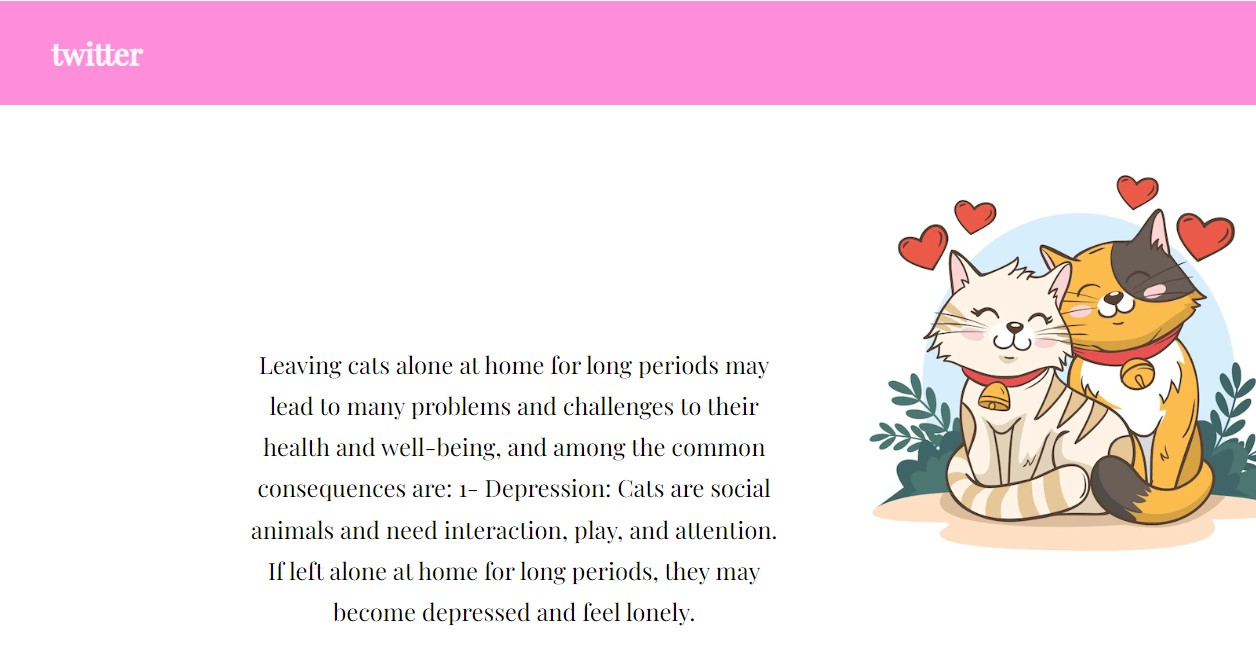 twitter
Leaving cats alone at home for long periods may
lead to many problems and challenges to their
health and well-being, and among the common
consequences are: 1- Depression: Cats are social
animals and need interaction, play, and attention.
If left alone at home for long periods, they may
become depressed and feel lonely.